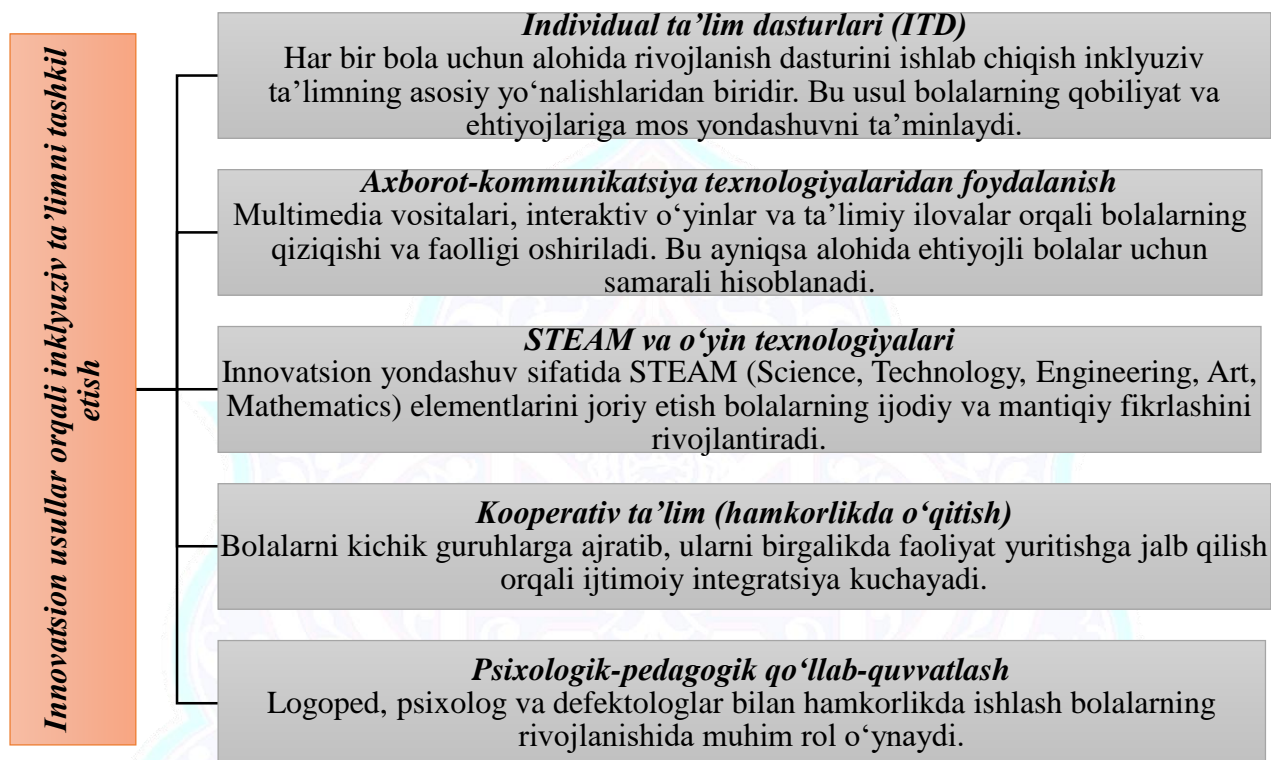 Innovatsion usullar orqali inklyuziv ta’limni tashkil
etish
Individual ta’lim dasturlari (ITD)
Har bir bola uchun alohida rivojlanish dasturini ishlab chiqish inklyuziv
ta’limning asosiy yo‘nalishlaridan biridir. Bu usul bolalarning qobiliyat va
ehtiyojlariga mos yondashuvni ta’minlaydi.
Axborot-kommunikatsiya texnologiyalaridan foydalanish
Multimedia vositalari, interaktiv o‘yinlar va ta’limiy ilovalar orqali bolalarning
qiziqishi va faolligi oshiriladi. Bu ayniqsa alohida ehtiyojli bolalar uchun
samarali hisoblanadi.
STEAM va o‘yin texnologiyalari
Innovatsion yondashuv sifatida STEAM (Science, Technology, Engineering, Art,
Mathematics) elementlarini joriy etish bolalarning ijodiy va mantiqiy fikrlashini
rivojlantiradi.
Kooperativ ta’lim (hamkorlikda o‘qitish)
Bolalarni kichik guruhlarga ajratib, ularni birgalikda faoliyat yuritishga jalb qilish
orqali ijtimoiy integratsiya kuchayadi.
Psixologik-pedagogik qo‘llab-quvvatlash
Logoped, psixolog va defektologlar bilan hamkorlikda ishlash bolalarning
rivojlanishida muhim rol o‘ynaydi.